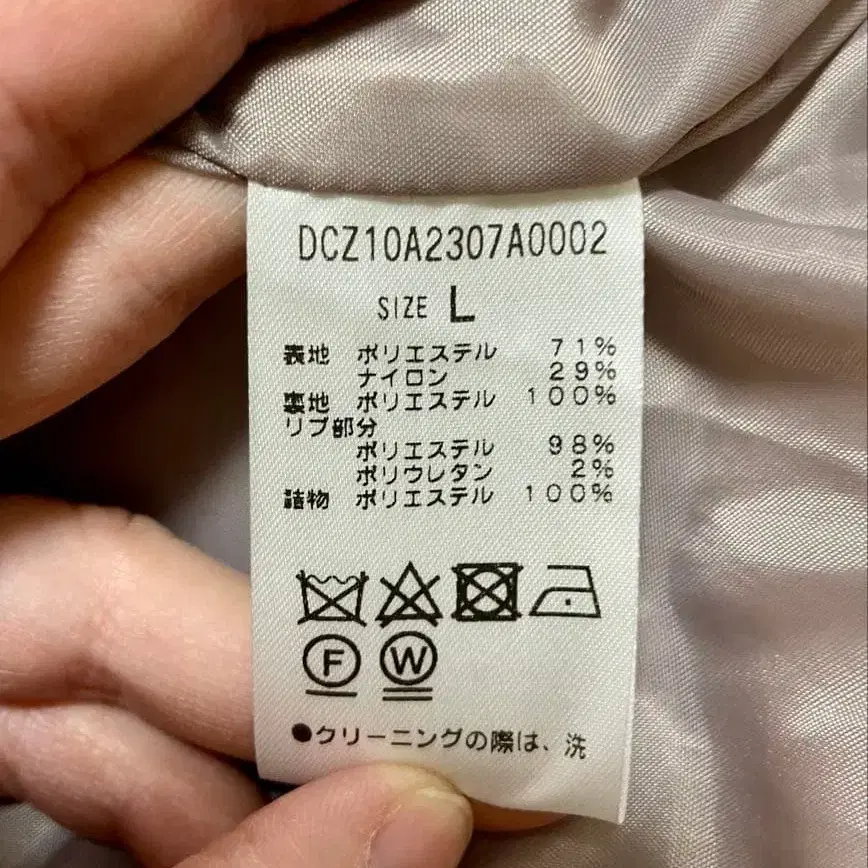 DCZ10A2307A0002
SIZE L
表地 ポリエステル 71%
ナイロン 29%
裏地 ポリエステル 100%
リブ部分
ポリエステル 98%
ポリウレタン 2%
詰物 ポリエステル 100%
F W
●クリーニングの際は、洗